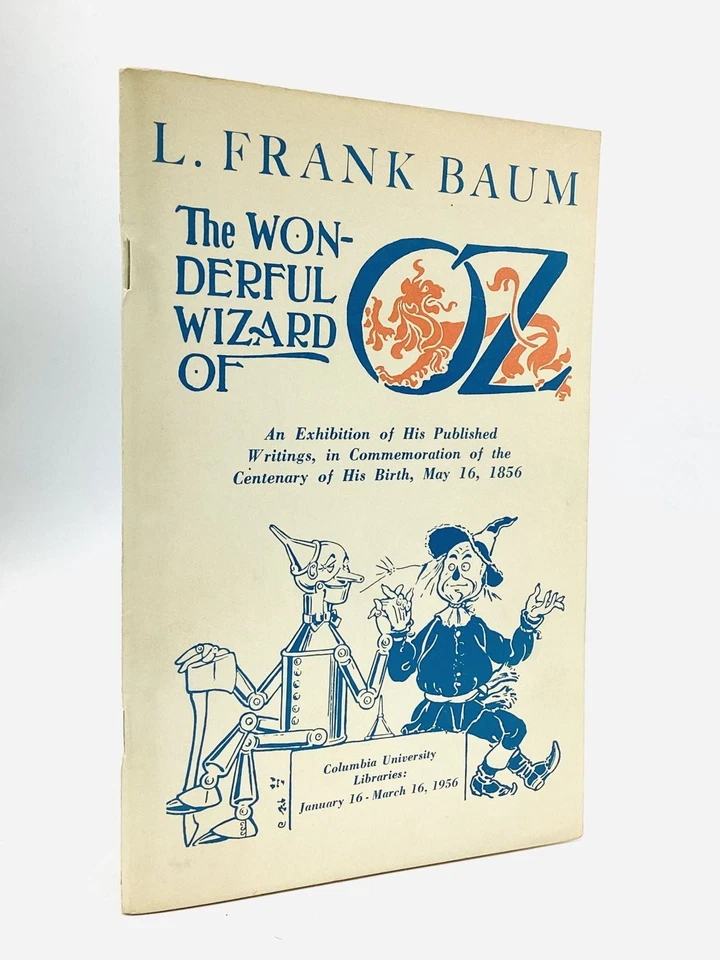 L. FRANK BAUM
The WON-
DERFUL
WIZARD
OF
OZ
An Exhibition of His Published
Writings, in Commemoration of the
Centenary of His Birth, May 16, 1856
Columbia University
Libraries:
January 16 - March 16, 1956